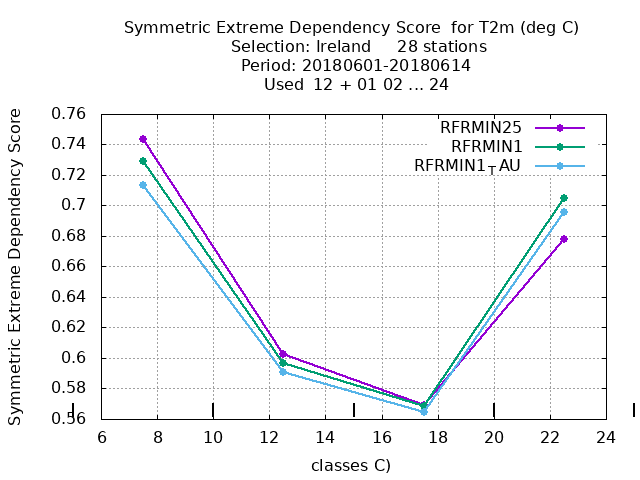 Symmetric Extreme Dependency Score for T2m (deg C)
Selection: Ireland 28 stations
Period: 20180601-20180614
Used 12 + 01 02 ... 24
Symmetric Extreme Dependency Score
0.76
0.74
0.72
0.7
0.68
0.66
0.64
0.62
0.6
0.58
0.56
RFRMIN25
RFRMIN1
RFRMIN1TAU
6 8 10 12 14 16 18 20 22 24
classes C)